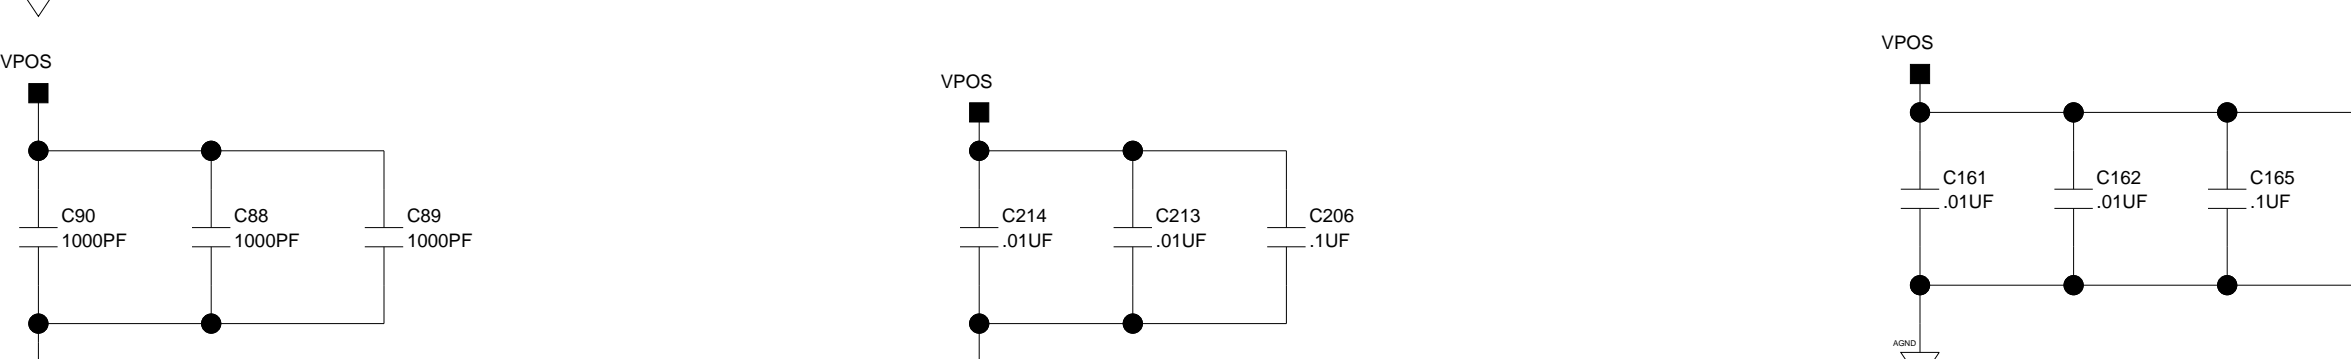 VPOS
C90
1000PF
C88
1000PF
C89
1000PF
VPOS
C214
.01UF
C213
.01UF
C206
.1UF
VPOS
C161
.01UF
C162
.01UF
C165
.1UF
AGND